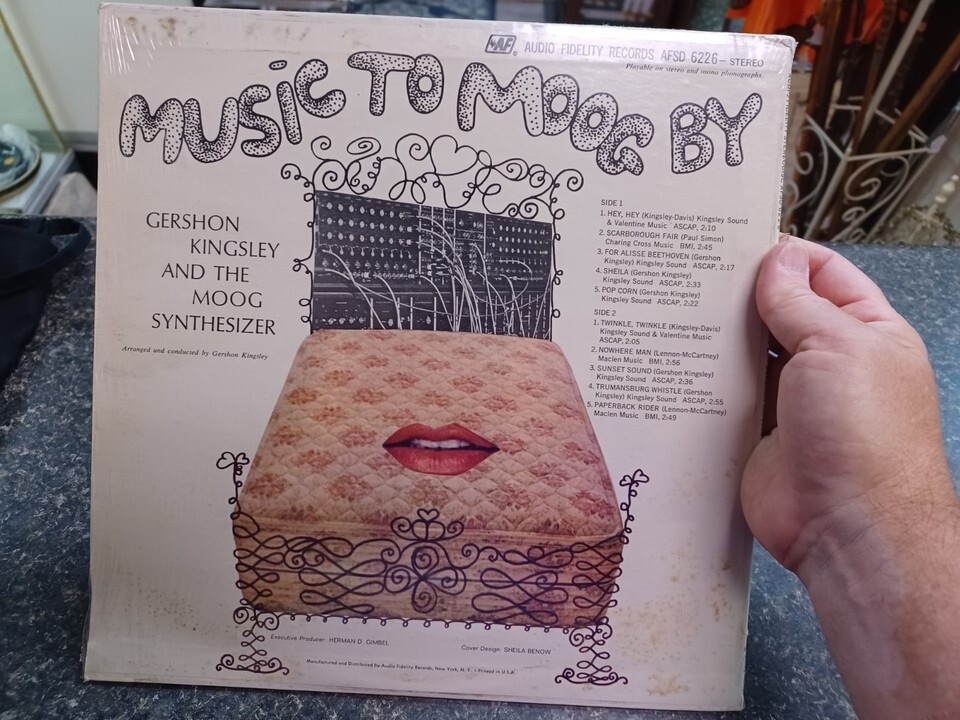 AF® AUDIO FIDELITY RECORDS AFSD 6226 – STEREO
Playable on stereo and mono phonographs.
MUSiC TO MOOG BY
GERSHON
KINGSLEY
AND THE
MOOG
SYNTHESIZER
Arranged and conducted by Gershon Kingsley
SIDE 1
1. HEY, HEY (Kingsley-Davis) Kingsley Sound
& Valentine Music ASCAP, 2:10
2. SCARBOROUGH FAIR (Paul Simon)
Charing Cross Music BMI, 2:45
3. FOR ALISSE BEETHOVEN (Gershon
Kingsley) Kingsley Sound ASCAP, 2:17
4. SHEILA (Gershon Kingsley)
Kingsley Sound ASCAP, 2:33
5. POP CORN (Gershon Kingsley)
Kingsley Sound ASCAP, 2:22
SIDE 2
1. TWINKLE, TWINKLE (Kingsley-Davis)
Kingsley Sound & Valentine Music
ASCAP, 2:05
2. NOWHERE MAN (Lennon-McCartney)
Maclen Music BMI, 2:56
3. SUNSET SOUND (Gershon Kingsley)
Kingsley Sound ASCAP, 2:36
4. TRUMANSBURG WHISTLE (Gershon
Kingsley) Kingsley Sound ASCAP, 2:55
5. PAPERBACK RIDER (Lennon-McCartney)
Maclen Music BMI, 2:49
Executive Producer: HERMAN D. GIMBEL
Cover Design: SHEILA BENOW
Manufactured and Distributed by Audio Fidelity Records, New York, N. Y. • Printed in U.S.A.